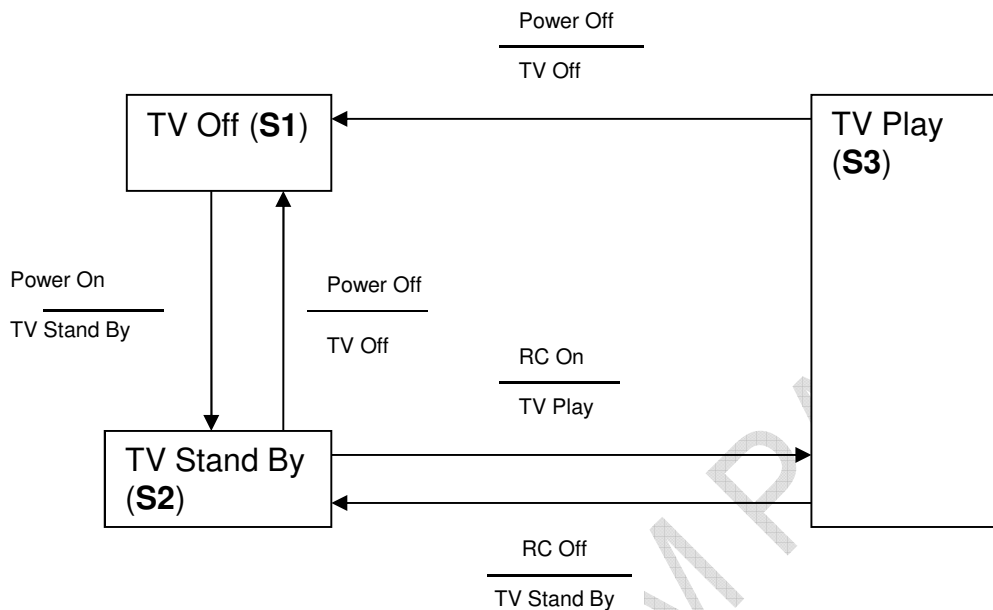 Power Off
TV Off
TV Off (S1)
TV Play
(S3)
Power On
TV Stand By
Power Off
TV Off
RC On
TV Play
TV Stand By
(S2)
RC Off
TV Stand By